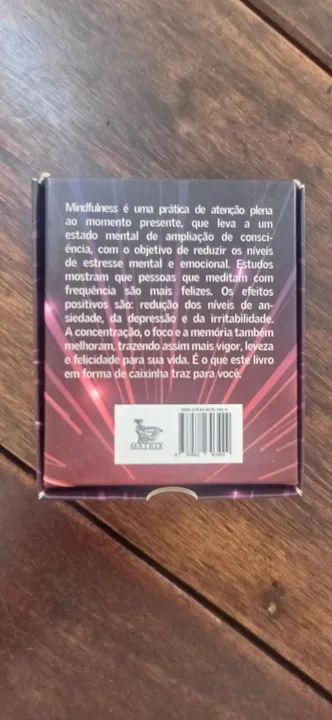 Mindfulness é uma prática de atenção plena
ao momento presente, que leva a um
estado mental de ampliação de consci-
ência, com o objetivo de reduzir os níveis
de estresse mental e emocional. Estudos
mostram que pessoas que meditam com
frequência são mais felizes. Os efeitos
positivos são: redução dos níveis de an-
siedade, da depressão e da irritabilidade.
A concentração, o foco e a memória também
melhoram, trazendo assim mais vigor, leveza
e felicidade para sua vida. É o que este livro
em forma de caixinha traz para você.
MATRIX